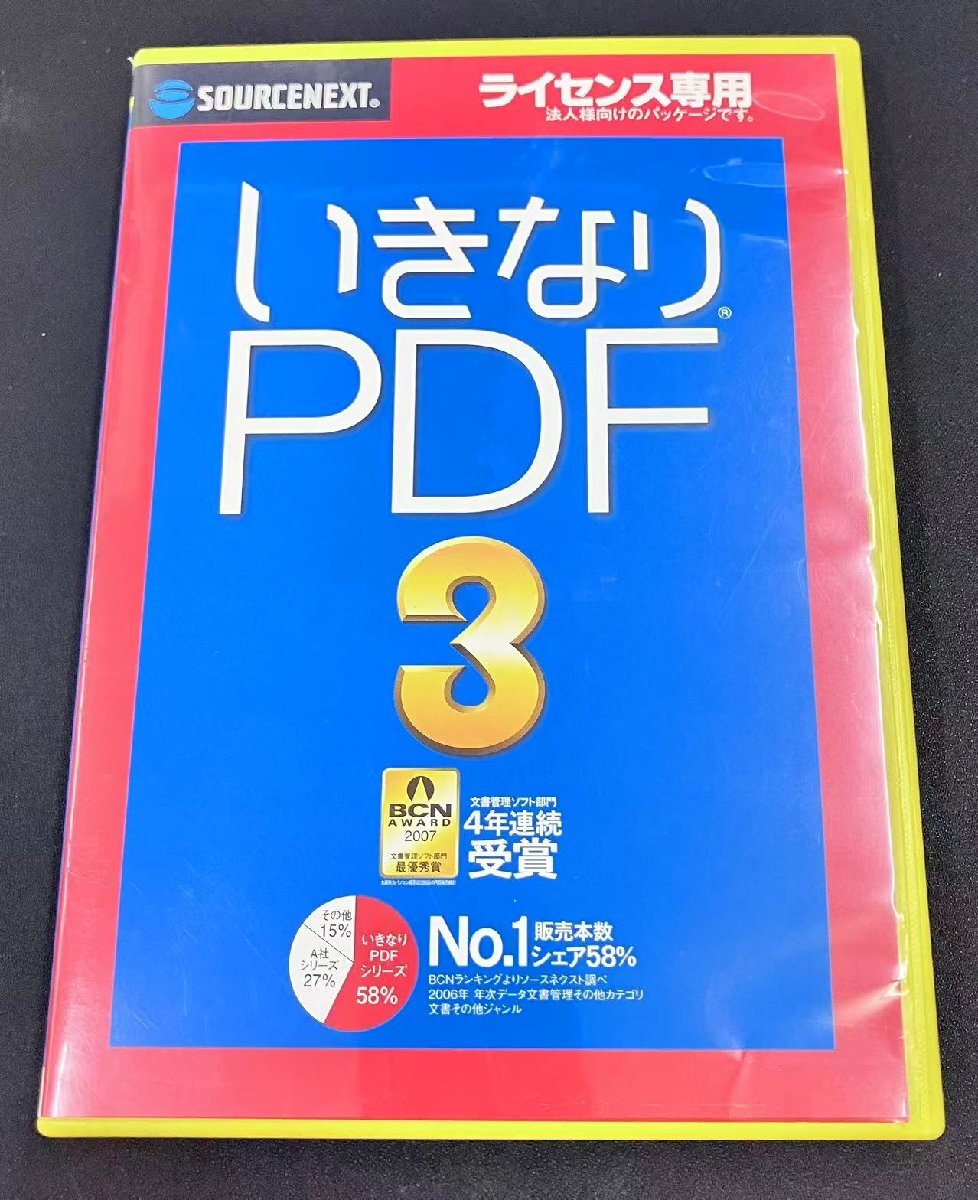 SOURCENEXT®
ライセンス専用
法人様向けのパッケージです。
いきなり®
PDF
3
BCN
AWARD
2007
文書管理ソフト部門
最優秀賞
文書管理ソフト部門
4年連続
受賞
その他
15%
A社
シリーズ
27%
いきなり
PDF
シリーズ
58%
No.1 販売本数
シェア58%
BCNランキングよりソースネクスト調べ
2006年 年次データ文書管理その他カテゴリ
文書その他ジャンル